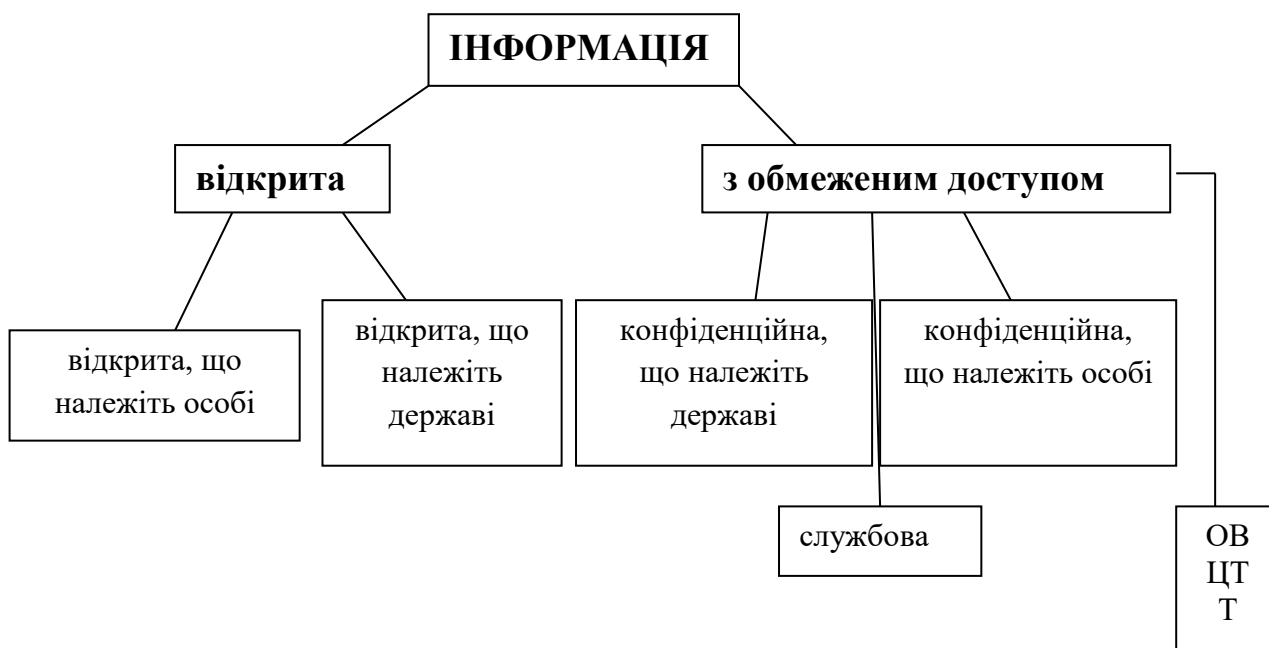 ІНФОРМАЦІЯ
відкрита
з обмеженим доступом
відкрита, що
належіть особі
відкрита, що
належіть
державі
конфіденційна,
що належіть
державі
конфіденційна,
що належіть особі
службова
ОВ
ЦТ
Т